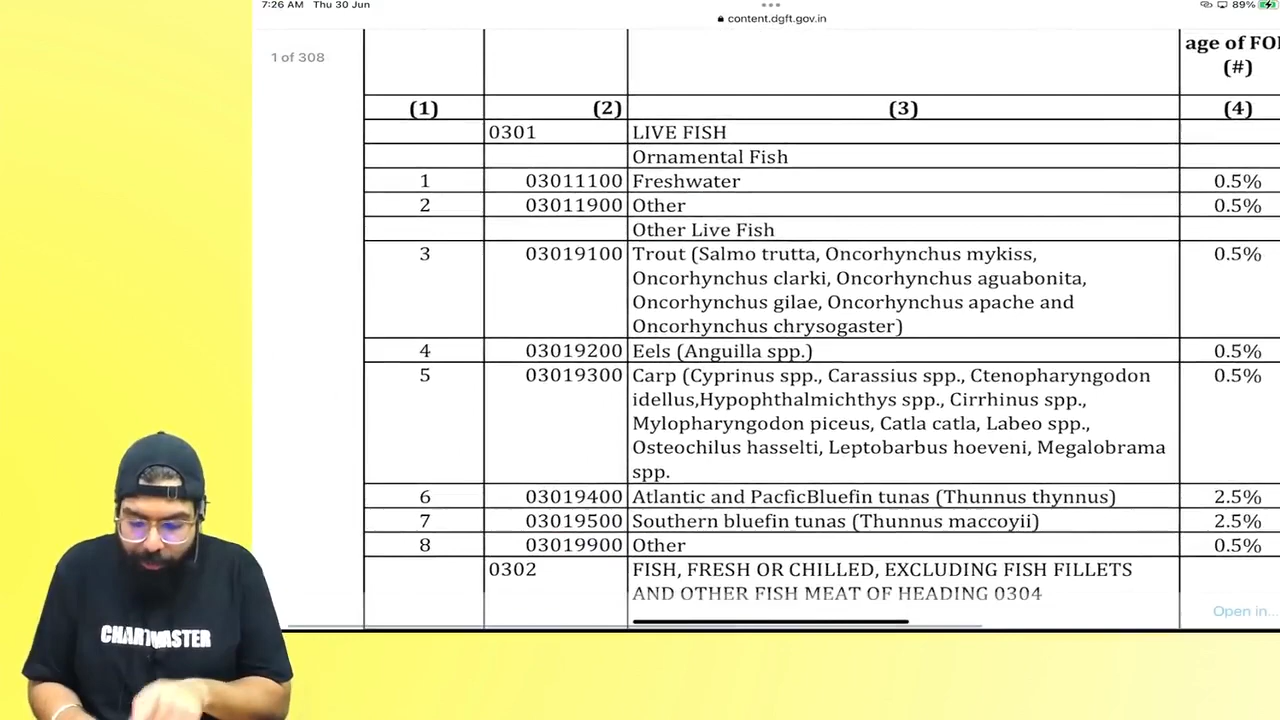 7:26 AM Thu 30 Jun
89%
content.dgft.gov.in
1 of 308
age of FO
(#)
(1) (2) (3) (4)
0301 LIVE FISH
Ornamental Fish
1 03011100 Freshwater 0.5%
2 03011900 Other 0.5%
Other Live Fish
3 03019100 Trout (Salmo trutta, Oncorhynchus mykiss, 0.5%
Oncorhynchus clarki, Oncorhynchus aguabonita,
Oncorhynchus gilae, Oncorhynchus apache and
Oncorhynchus chrysogaster)
4 03019200 Eels (Anguilla spp.) 0.5%
5 03019300 Carp (Cyprinus spp., Carassius spp., Ctenopharyngodon 0.5%
idellus,Hypophthalmichthys spp., Cirrhinus spp.,
Mylopharyngodon piceus, Catla catla, Labeo spp.,
Osteochilus hasselti, Leptobarbus hoeveni, Megalobrama
spp.
6 03019400 Atlantic and PacficBluefin tunas (Thunnus thynnus) 2.5%
7 03019500 Southern bluefin tunas (Thunnus maccoyii) 2.5%
8 03019900 Other 0.5%
0302 FISH, FRESH OR CHILLED, EXCLUDING FISH FILLETS
AND OTHER FISH MEAT OF HEADING 0304
Open in...